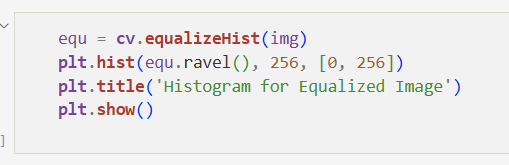 equ = cv.equalizeHist(img)
plt.hist(equ.ravel(), 256, [0, 256])
plt.title('Histogram for Equalized Image')
plt.show()
]